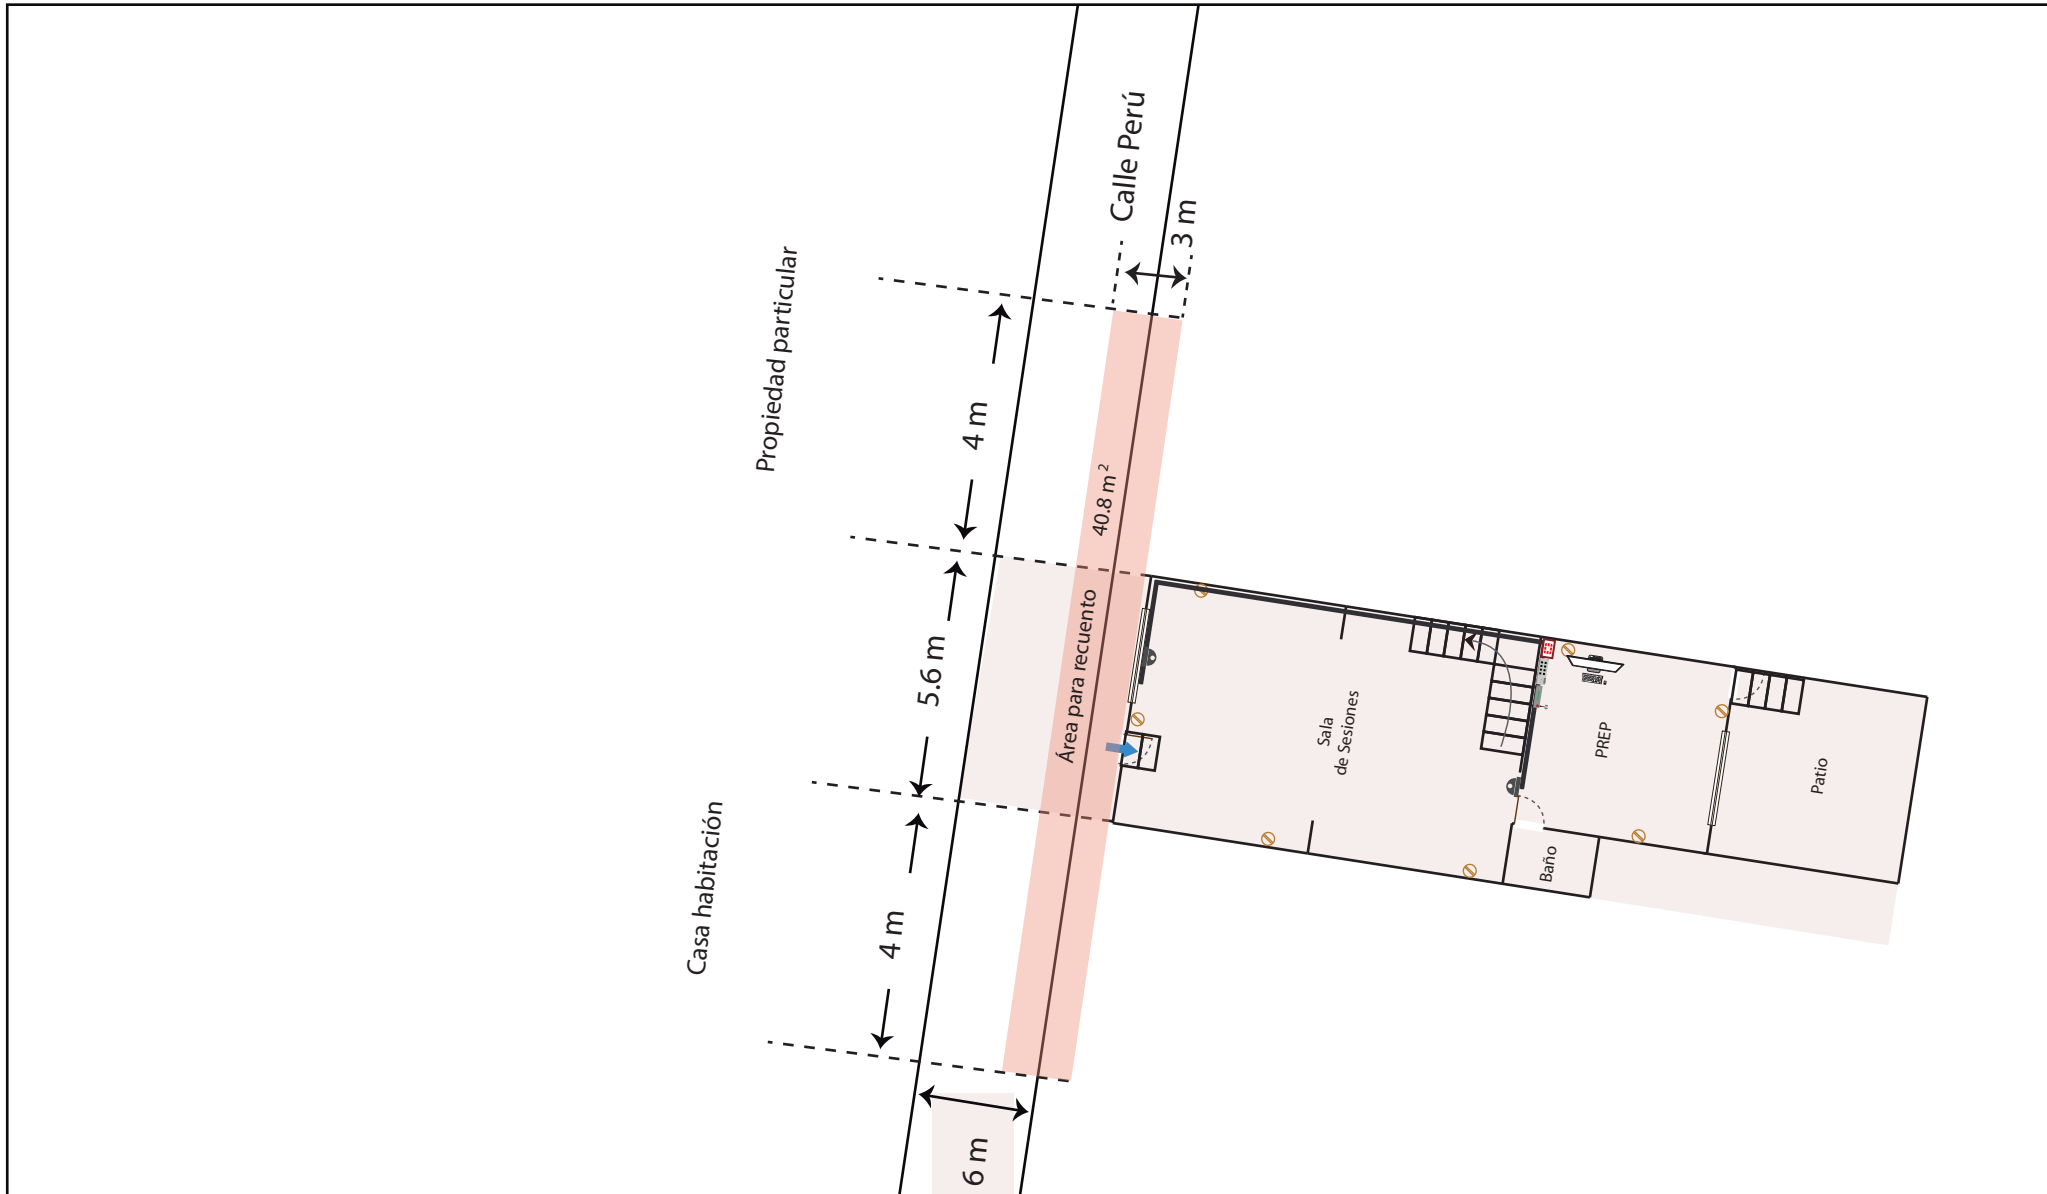 Calle Perú
3 m
Propiedad particular
4 m
40.8 m²
5.6 m
Área para recuento
Sala
de Sesiones
PREP
Patio
Baño
Casa habitación
4 m
6 m